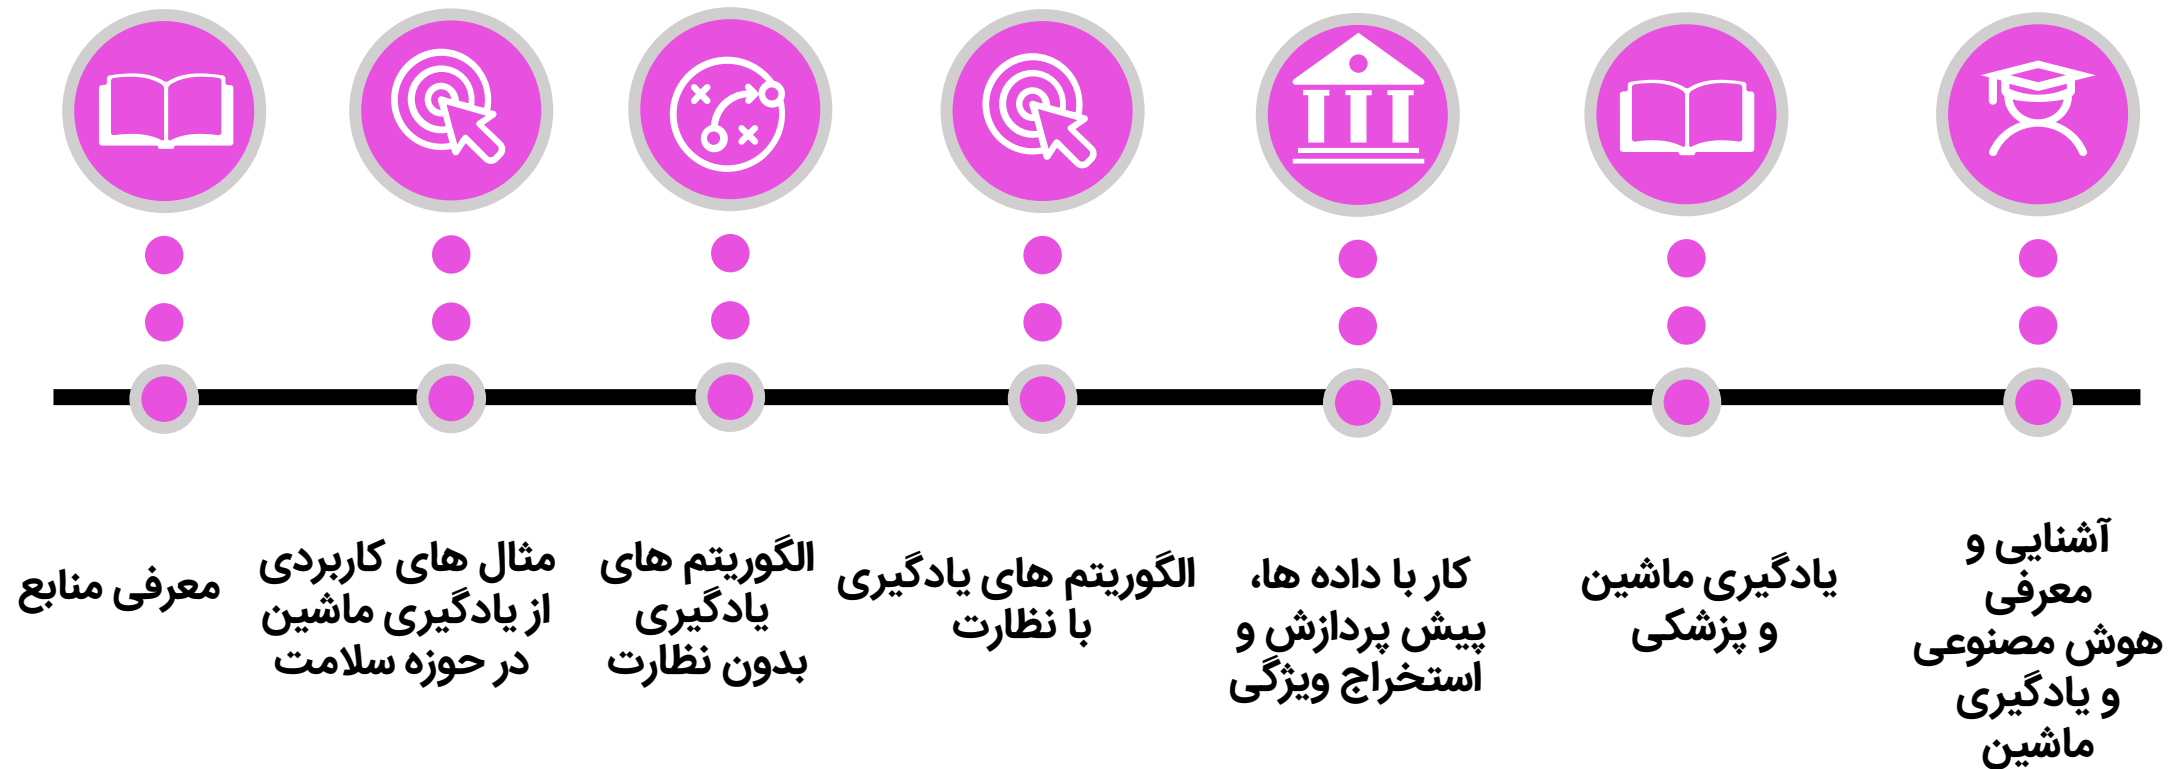 آشنایی و
معرفی
هوش مصنوعی
و یادگیری
ماشین
یادگیری ماشین
و پزشکی
کار با داده ها،
پیش پردازش و
استخراج ویژگی
الگوریتم های یادگیری
با نظارت
الگوریتم های
یادگیری
بدون نظارت
مثال های کاربردی
از یادگیری ماشین
در حوزه سلامت
معرفی منابع